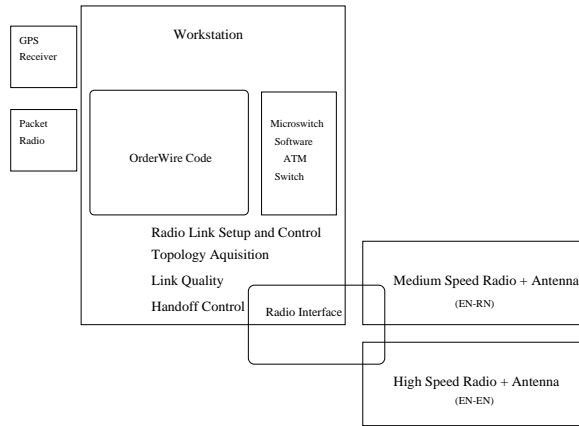 GPS
Receiver
Workstation
Packet
Radio
OrderWire Code
Microswitch
Software
ATM
Switch
Radio Link Setup and Control
Topology Aquisition
Link Quality
Handoff Control
Radio Interface
Medium Speed Radio + Antenna
(EN-RN)
High Speed Radio + Antenna
(EN-EN)